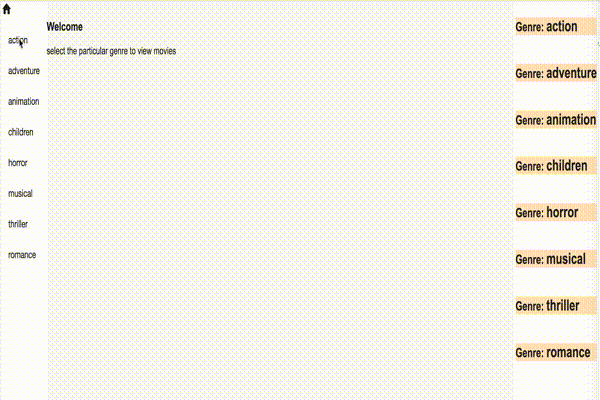 action
adventure
animation
children
horror
musical
thriller
romance
Welcome
select the particular genre to view movies
Genre: action
Genre: adventure
Genre: animation
Genre: children
Genre: horror
Genre: musical
Genre: thriller
Genre: romance